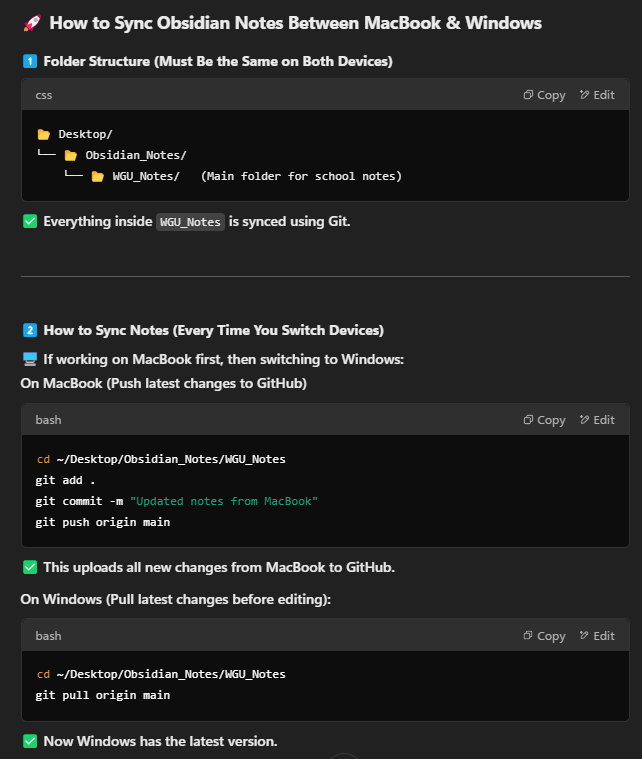 🚀 How to Sync Obsidian Notes Between MacBook & Windows
1️⃣ Folder Structure (Must Be the Same on Both Devices)
css Copy Edit
📂 Desktop/
└── 📂 Obsidian_Notes/
    └── 📂 WGU_Notes/   (Main folder for school notes)
✅ Everything inside WGU_Notes is synced using Git.
2️⃣ How to Sync Notes (Every Time You Switch Devices)
🖥️ If working on MacBook first, then switching to Windows:
On MacBook (Push latest changes to GitHub)
bash Copy Edit
cd ~/Desktop/Obsidian_Notes/WGU_Notes
git add .
git commit -m "Updated notes from MacBook"
git push origin main
✅ This uploads all new changes from MacBook to GitHub.
On Windows (Pull latest changes before editing):
bash Copy Edit
cd ~/Desktop/Obsidian_Notes/WGU_Notes
git pull origin main
✅ Now Windows has the latest version.